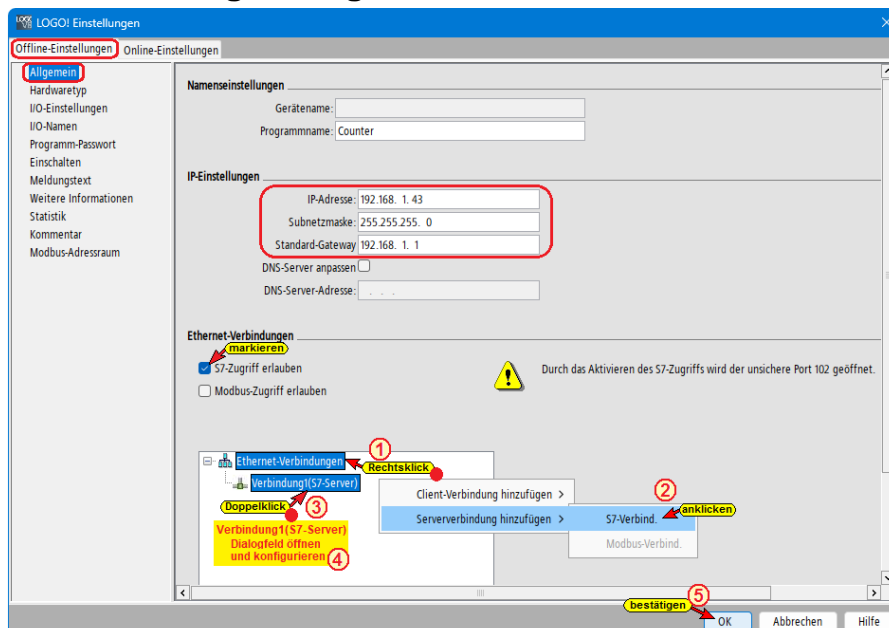 LOGO! Einstellungen
Offline-Einstellungen Online-Einstellungen
Allgemein
Hardwaretyp
I/O-Einstellungen
I/O-Namen
Programm-Passwort
Einschalten
Meldungstext
Weitere Informationen
Statistik
Kommentar
Modbus-Adressraum
Namenseinstellungen
Gerätename:
Programmname: Counter
IP-Einstellungen
IP-Adresse: 192.168. 1. 43
Subnetzmaske: 255.255.255. 0
Standard-Gateway 192.168. 1. 1
DNS-Server anpassen
DNS-Server-Adresse: . . .
Ethernet-Verbindungen
markieren
S7-Zugriff erlauben
Durch das Aktivieren des S7-Zugriffs wird der unsichere Port 102 geöffnet.
Modbus-Zugriff erlauben
1
Ethernet-Verbindungen
Rechtsklick
Verbindung1(S7-Server)
Doppelklick 3
Verbindung1(S7-Server)
Dialogfeld öffnen
und konfigurieren 4
Client-Verbindung hinzufügen >
Serververbindung hinzufügen >
2
S7-Verbind.
anklicken
Modbus-Verbind.
bestätigen 5
OK Abbrechen Hilfe